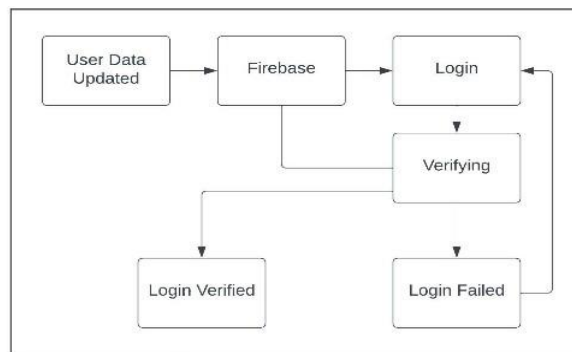 User Data
Updated
Firebase
Login
Verifying
Login Verified
Login Failed